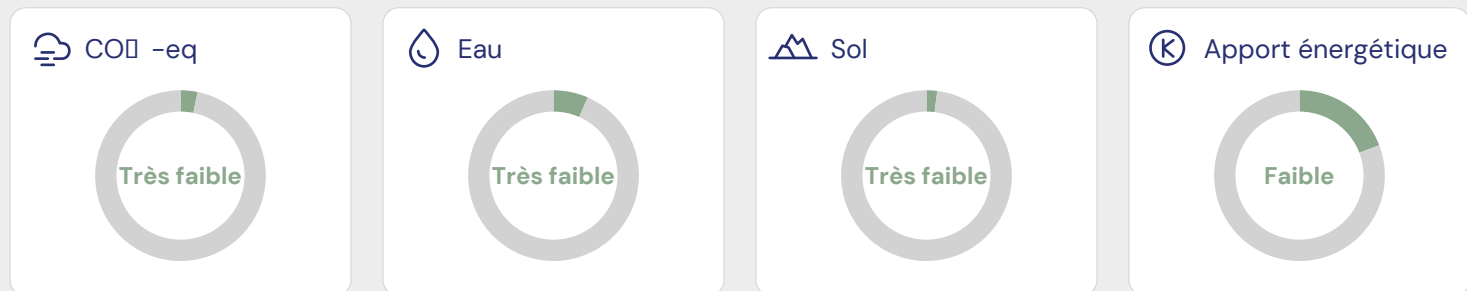 CO▯ -eq
Très faible
Eau
Très faible
Sol
Très faible
Apport énergétique
Faible